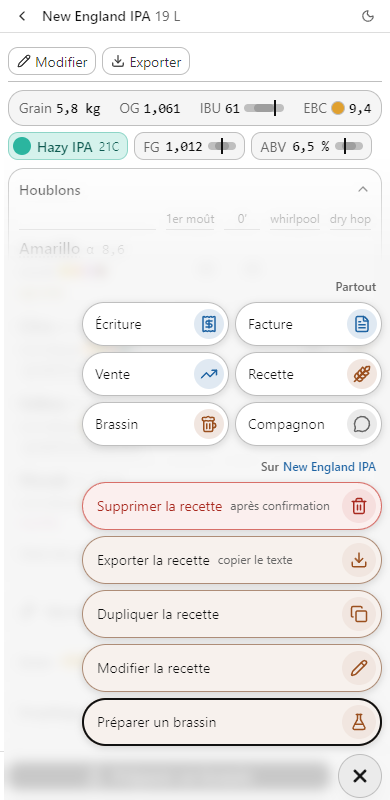 New England IPA 19 L
Modifier Exporter
Grain 5,8 kg OG 1,061 IBU 61 EBC 9,4
Hazy IPA 21C FG 1,012 ABV 6,5 %
Houblons
1er moût 0' whirlpool dry hop
Amarillo α 8,6
Partout
Écriture Facture
Vente Recette
Brassin Compagnon
Sur New England IPA
Supprimer la recette après confirmation
Exporter la recette copier le texte
Dupliquer la recette
Modifier la recette
Préparer un brassin